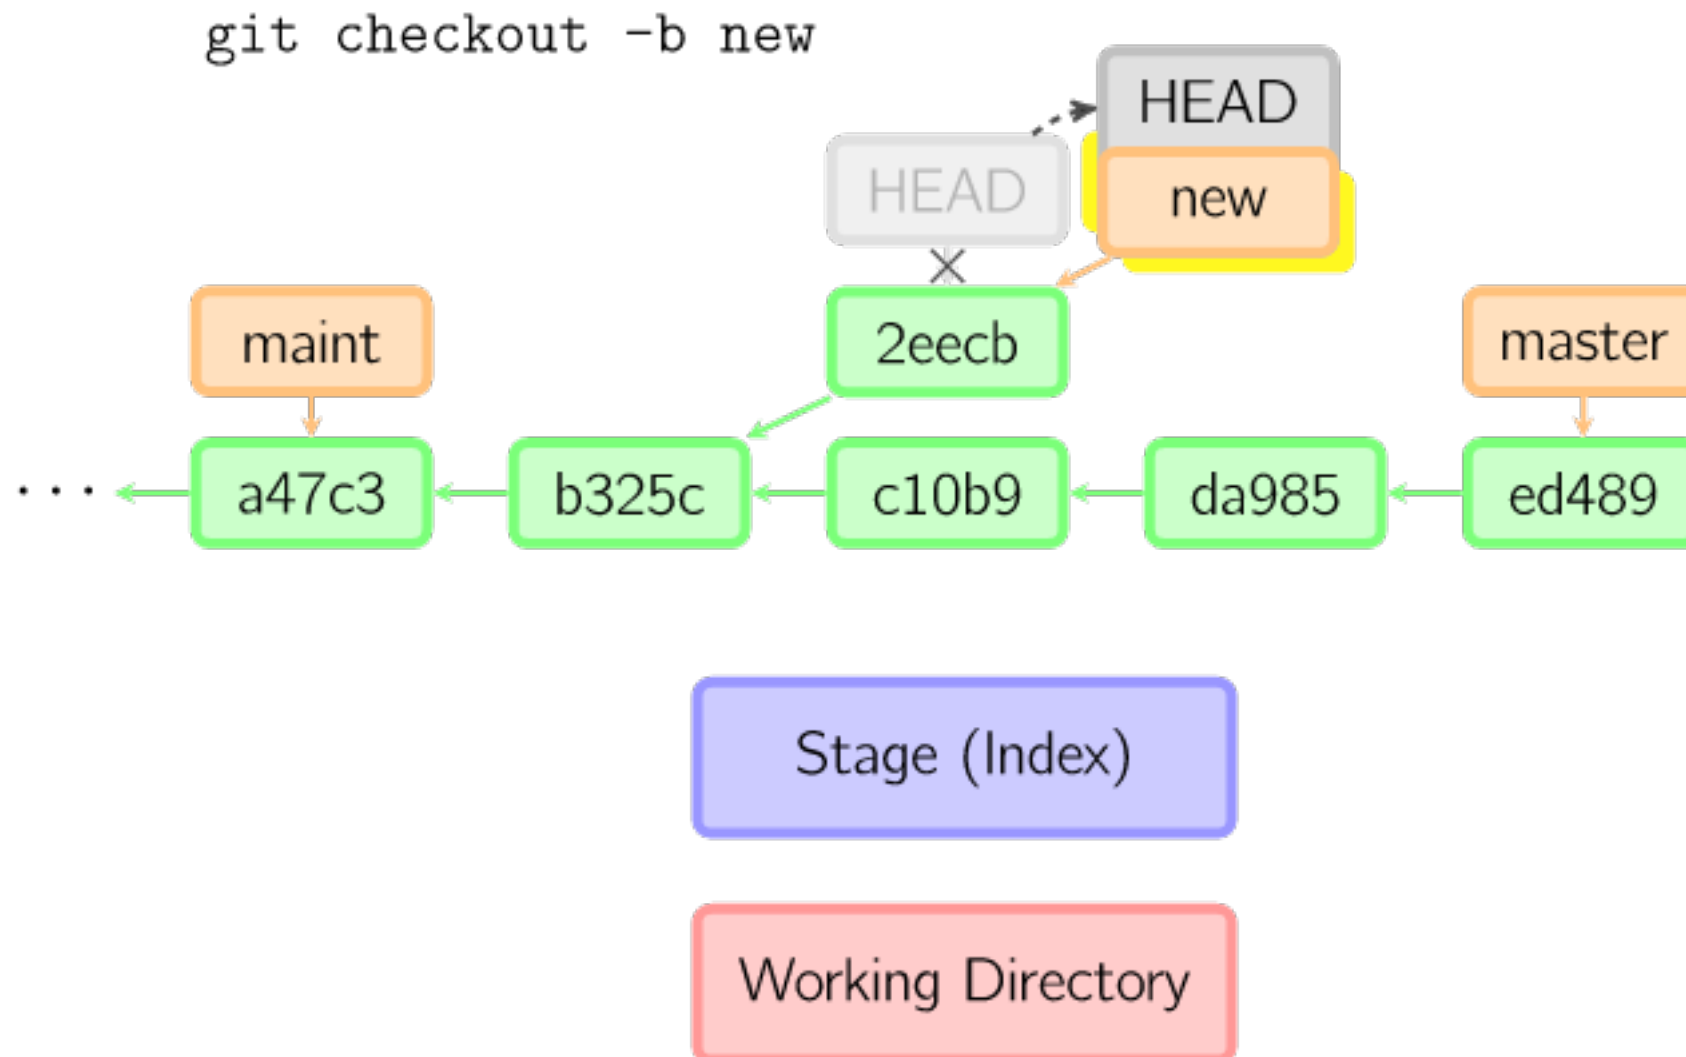 git checkout -b new
HEAD
HEAD
new
maint
2eecb
master
... a47c3 b325c c10b9 da985 ed489
Stage (Index)
Working Directory